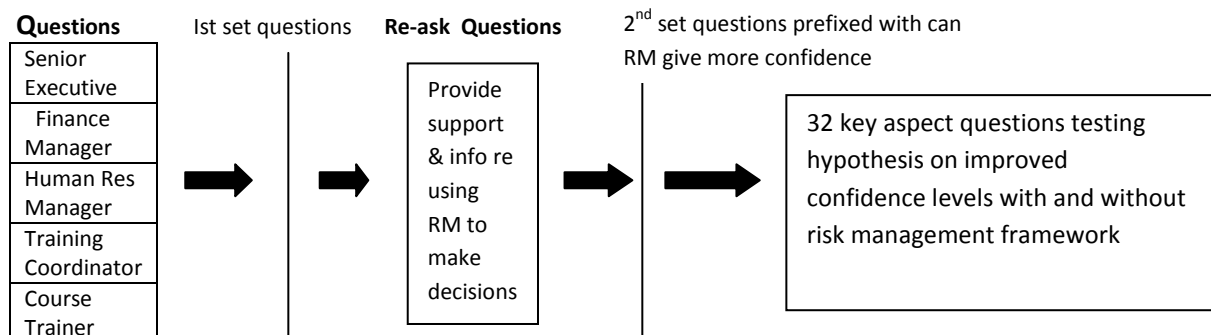 Questions
Senior
Executive
Finance
Manager
Human Res
Manager
Training
Coordinator
Course
Trainer
Ist set questions
Re-ask Questions
Provide
support
& info re
using
RM to
make
decisions
2nd set questions prefixed with can
RM give more confidence
32 key aspect questions testing
hypothesis on improved
confidence levels with and without
risk management framework